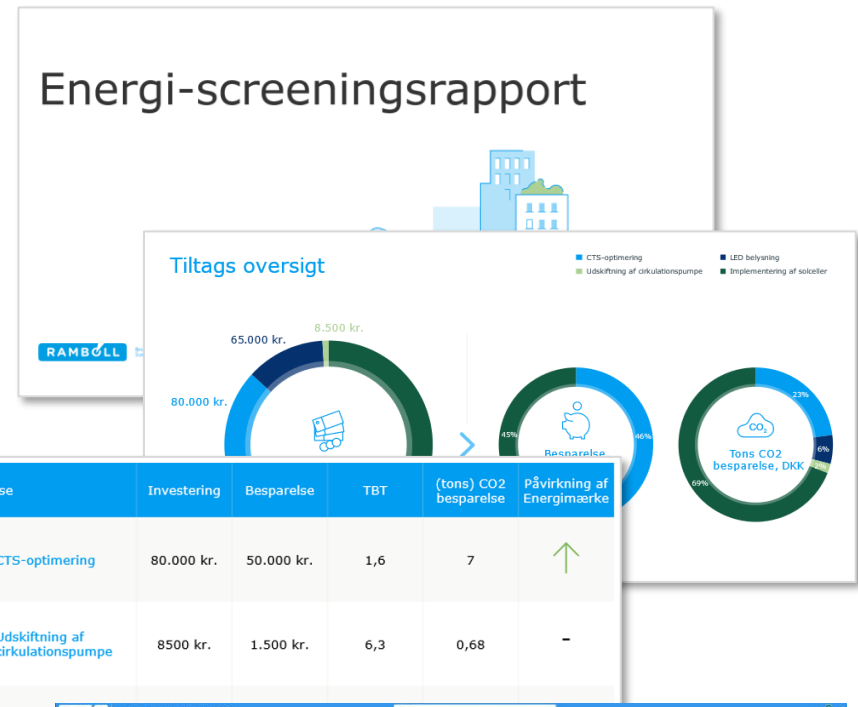 Energi-screeningsrapport
RAMBOLL
Tiltags oversigt
CTS-optimering
LED belysning
Udskiftning af cirkulationspumpe
Implementering af solceller
8.500 kr.
65.000 kr.
80.000 kr.
45%
Besparelse
46%
23%
6%
2%
69%
CO2
Tons CO2
besparelse, DKK
Investering
Besparelse
TBT
(tons) CO2
besparelse
Påvirkning af
Energimærke
CTS-optimering
80.000 kr.
50.000 kr.
1,6
7
Udskiftning af
cirkulationspumpe
8500 kr.
1.500 kr.
6,3
0,68
-